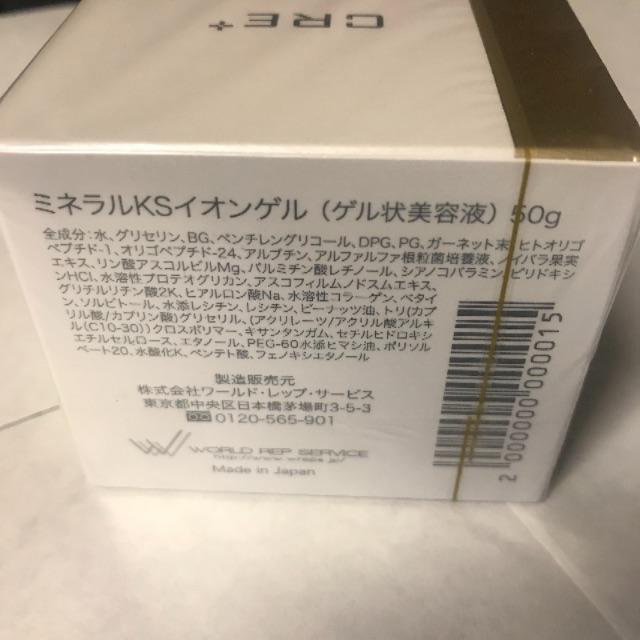 CRE+
ミネラルKSイオンゲル（ゲル状美容液）50g
全成分：水、グリセリン、BG、ペンチレングリコール、DPG、PG、ガーネット末、ヒトオリゴ
ペプチド-1、オリゴペプチド-24、アルブチン、アルファルファ根粒菌培養液、ノイバラ果実
エキス、リン酸アスコルビルMg、パルミチン酸レチノール、シアノコバラミン、ピリドキシ
ンHCl、水溶性プロテオグリカン、アスコフィルムノドスムエキス、
グリチルリチン酸2K、ヒアルロン酸Na、水溶性コラーゲン、ベタイ
ン、ソルビトール、水添レシチン、レシチン、ピーナッツ油、トリ(カプ
リル酸/カプリン酸)グリセリル、(アクリレーツ/アクリル酸アルキ
ル(C10-30))クロスポリマー、キサンタンガム、セチルヒドロキシ
エチルセルロース、エタノール、PEG-60水添ヒマシ油、ポリソル
ベート20、水酸化K、ペンテト酸、フェノキシエタノール
製造販売元
株式会社ワールド・レップ・サービス
東京都中央区日本橋茅場町3-5-3
0120-565-901
WORLD REP SERVICE
Made in Japan
2 000000 000015